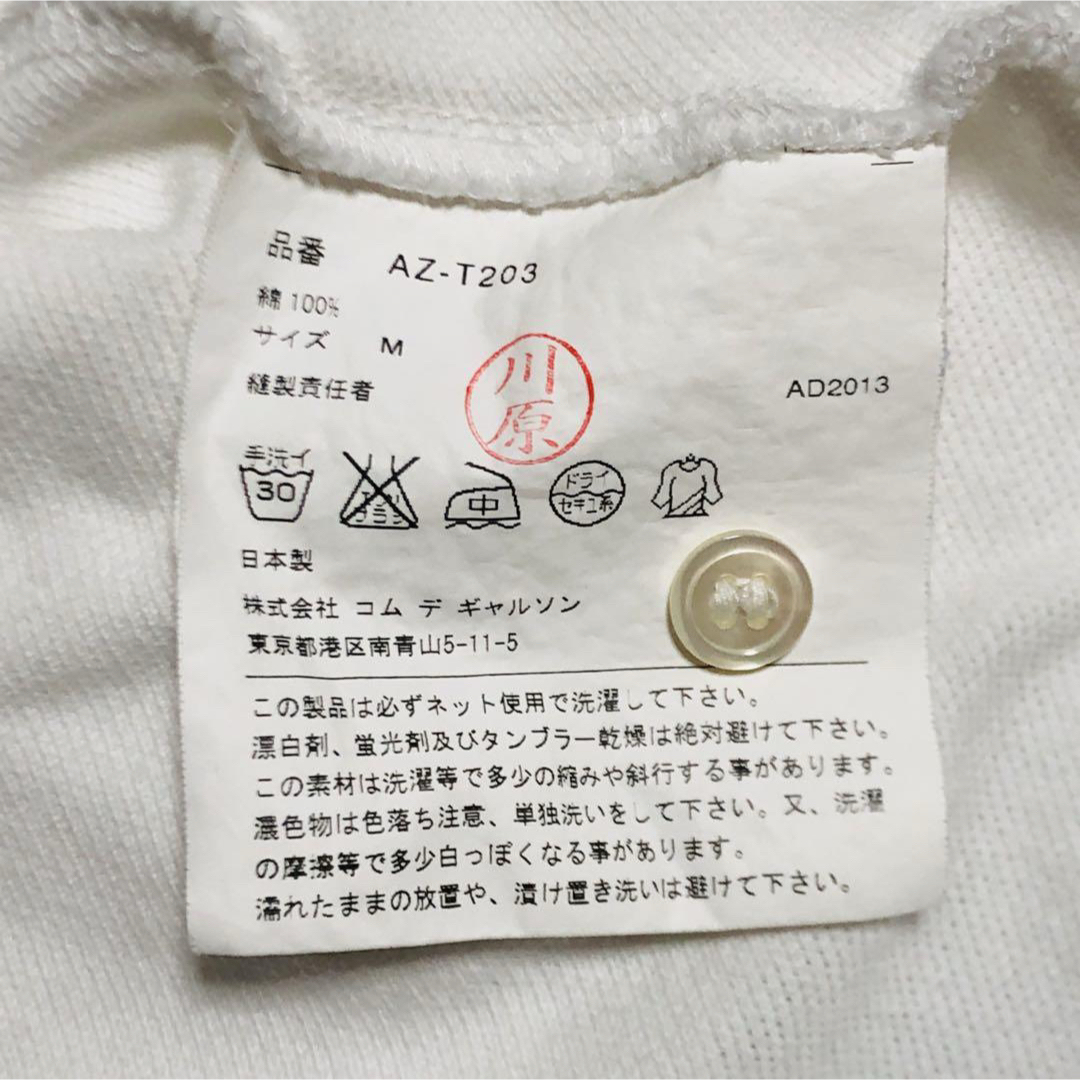 品番 AZ-T203
綿 100%
サイズ M
縫製責任者 川原 AD2013
手洗イ
30
エンソ
サラシ
中
ドライ
セキユ系
日本製
株式会社 コム デ ギャルソン
東京都港区南青山5-11-5
この製品は必ずネット使用で洗濯して下さい。
漂白剤、蛍光剤及びタンブラー乾燥は絶対避けて下さい。
この素材は洗濯等で多少の縮みや斜行する事があります。
濃色物は色落ち注意、単独洗いをして下さい。又、洗濯
の摩擦等で多少白っぽくなる事があります。
濡れたままの放置や、漬け置き洗いは避けて下さい。